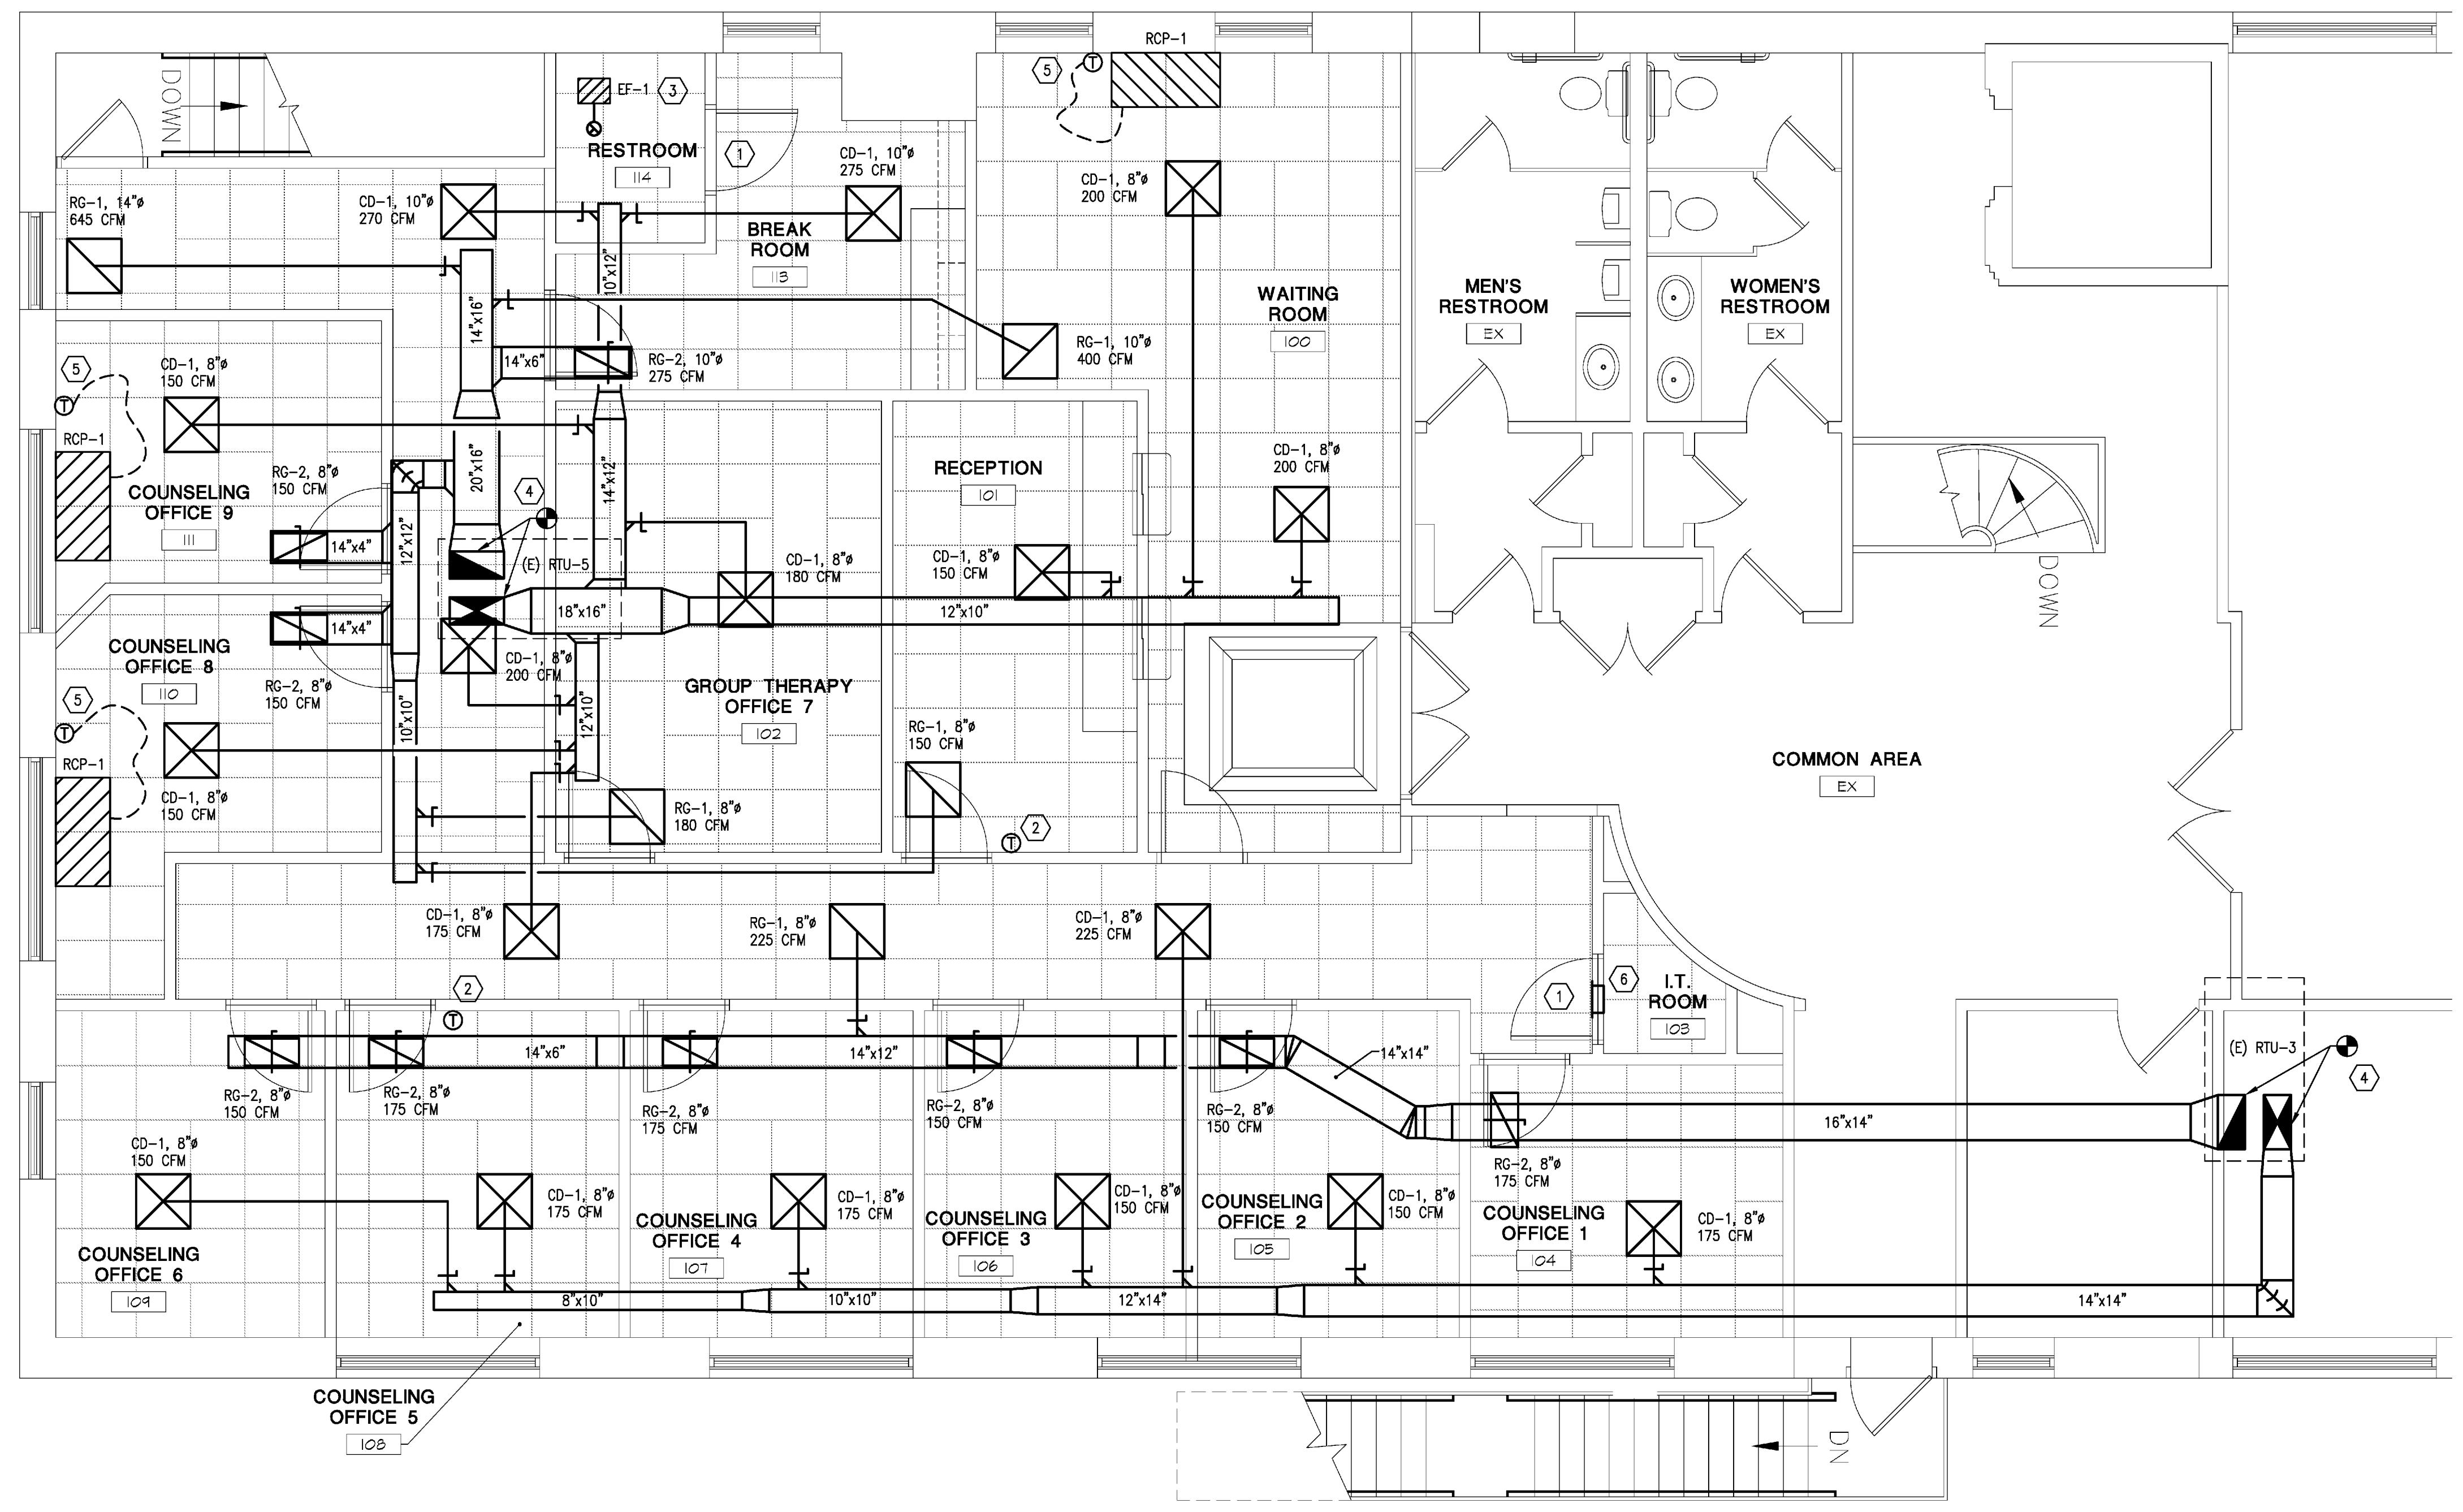 RCP-1
5
T
DOWN
EF-1
3
RESTROOM
114
1
CD-1, 10"ø
275 CFM
CD-1, 8"ø
200 CFM
RG-1, 14"ø
645 CFM
CD-1, 10"ø
270 CFM
BREAK
ROOM
113
10"x12"
14"x16"
WAITING
ROOM
100
MEN'S
RESTROOM
EX
WOMEN'S
RESTROOM
EX
14"x6"
RG-2, 10"ø
275 CFM
RG-1, 10"ø
400 CFM
5
CD-1, 8"ø
150 CFM
T
RCP-1
RG-2, 8"ø
150 CFM
COUNSELING
OFFICE 9
111
20"x16"
4
14"x12"
RECEPTION
101
CD-1, 8"ø
200 CFM
14"x4"
12"x12"
(E) RTU-5
CD-1, 8"ø
180 CFM
CD-1, 8"ø
150 CFM
DOWN
18"x16"
12"x10"
14"x4"
COUNSELING
OFFICE 8
110
RG-2, 8"ø
150 CFM
CD-1, 8"ø
200 CFM
GROUP THERAPY
OFFICE 7
102
5
T
RCP-1
10"x10"
12"x10"
RG-1, 8"ø
150 CFM
COMMON AREA
EX
CD-1, 8"ø
150 CFM
RG-1, 8"ø
180 CFM
2
T
CD-1, 8"ø
175 CFM
RG-1, 8"ø
225 CFM
CD-1, 8"ø
225 CFM
2
T
1
6
I.T.
ROOM
103
14"x6"
14"x12"
14"x14"
(E) RTU-3
4
RG-2, 8"ø
150 CFM
RG-2, 8"ø
175 CFM
RG-2, 8"ø
175 CFM
RG-2, 8"ø
150 CFM
RG-2, 8"ø
150 CFM
16"x14"
RG-2, 8"ø
175 CFM
CD-1, 8"ø
150 CFM
CD-1, 8"ø
175 CFM
COUNSELING
OFFICE 4
107
CD-1, 8"ø
175 CFM
COUNSELING
OFFICE 3
106
CD-1, 8"ø
150 CFM
COUNSELING
OFFICE 2
105
CD-1, 8"ø
150 CFM
COUNSELING
OFFICE 1
104
CD-1, 8"ø
175 CFM
COUNSELING
OFFICE 6
109
8"x10"
10"x10"
12"x14"
14"x14"
COUNSELING
OFFICE 5
108
DN